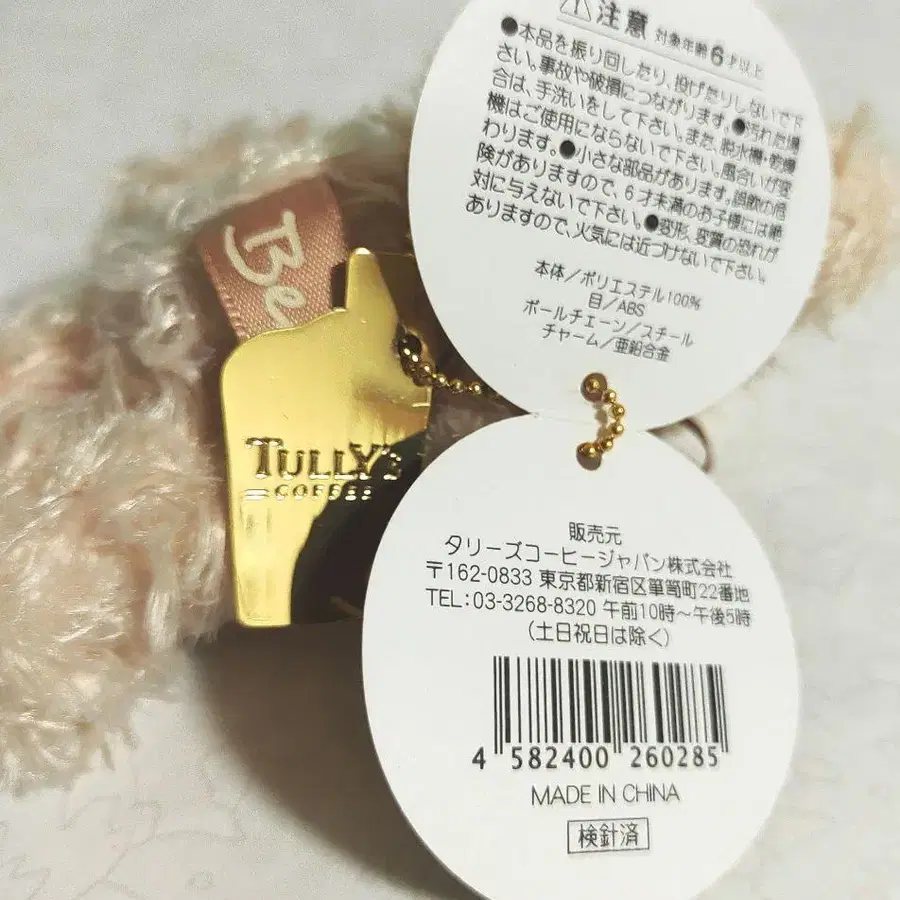 注意 対象年齢6才以上
●本品を振り回したり、投げたりしないで下
さい。事故や破損につながります。●汚れた場
合は、手洗いをして下さい。また、脱水機・乾燥
機はご使用にならないで下さい。風合いが変
わります。●小さな部品があります。誤飲の危
険がありますので、6才未満のお子様には絶
対に与えないで下さい。●変形、変質の恐れが
ありますので、火気には近づけないで下さい。
本体/ポリエステル100%
目/ABS
ボールチェーン/スチール
チャーム/亜鉛合金
Be
TULLY'S
COFFEE
販売元
タリーズコーヒージャパン株式会社
〒162-0833 東京都新宿区箪笥町22番地
TEL:03-3268-8320 午前10時〜午後5時
(土日祝日は除く)
4 582400 260285
MADE IN CHINA
検針済